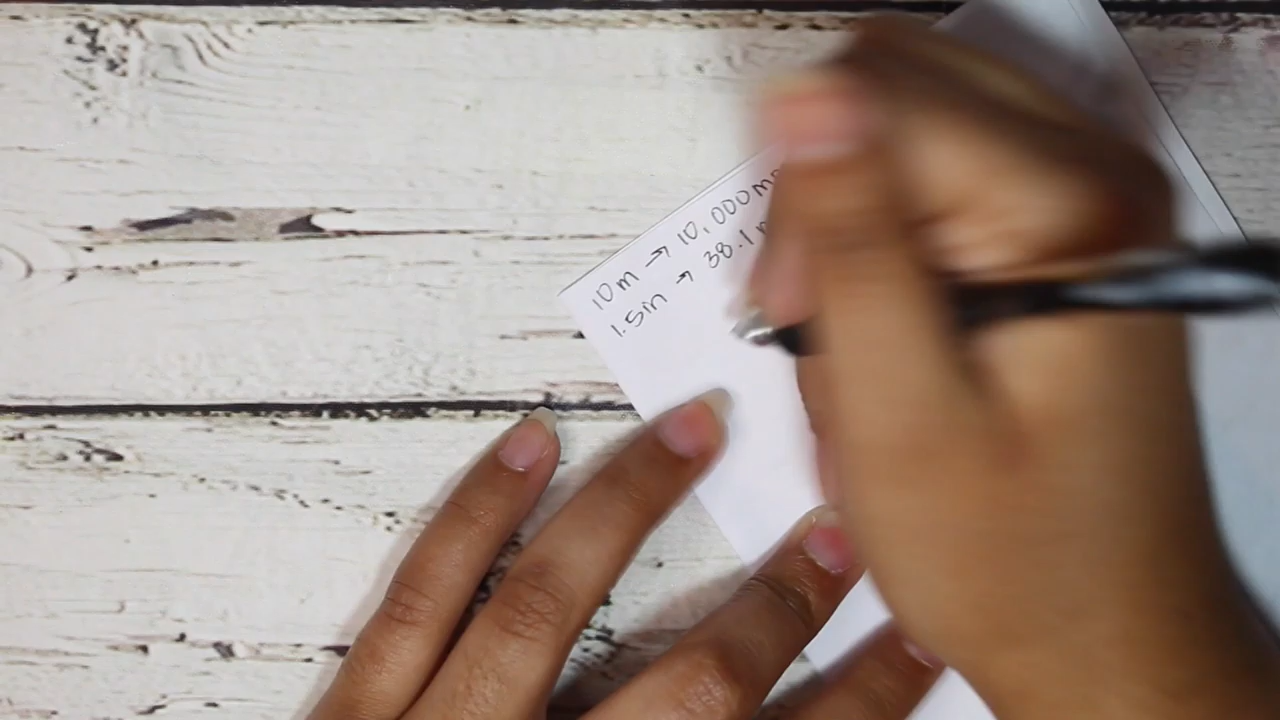 10m → 10,000 m
1.5in → 38.1